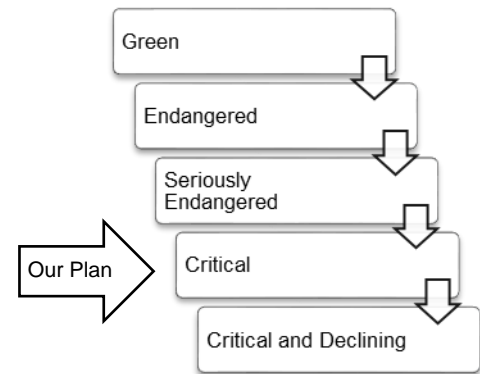 Green
Endangered
Seriously
Endangered
Our Plan
Critical
Critical and Declining